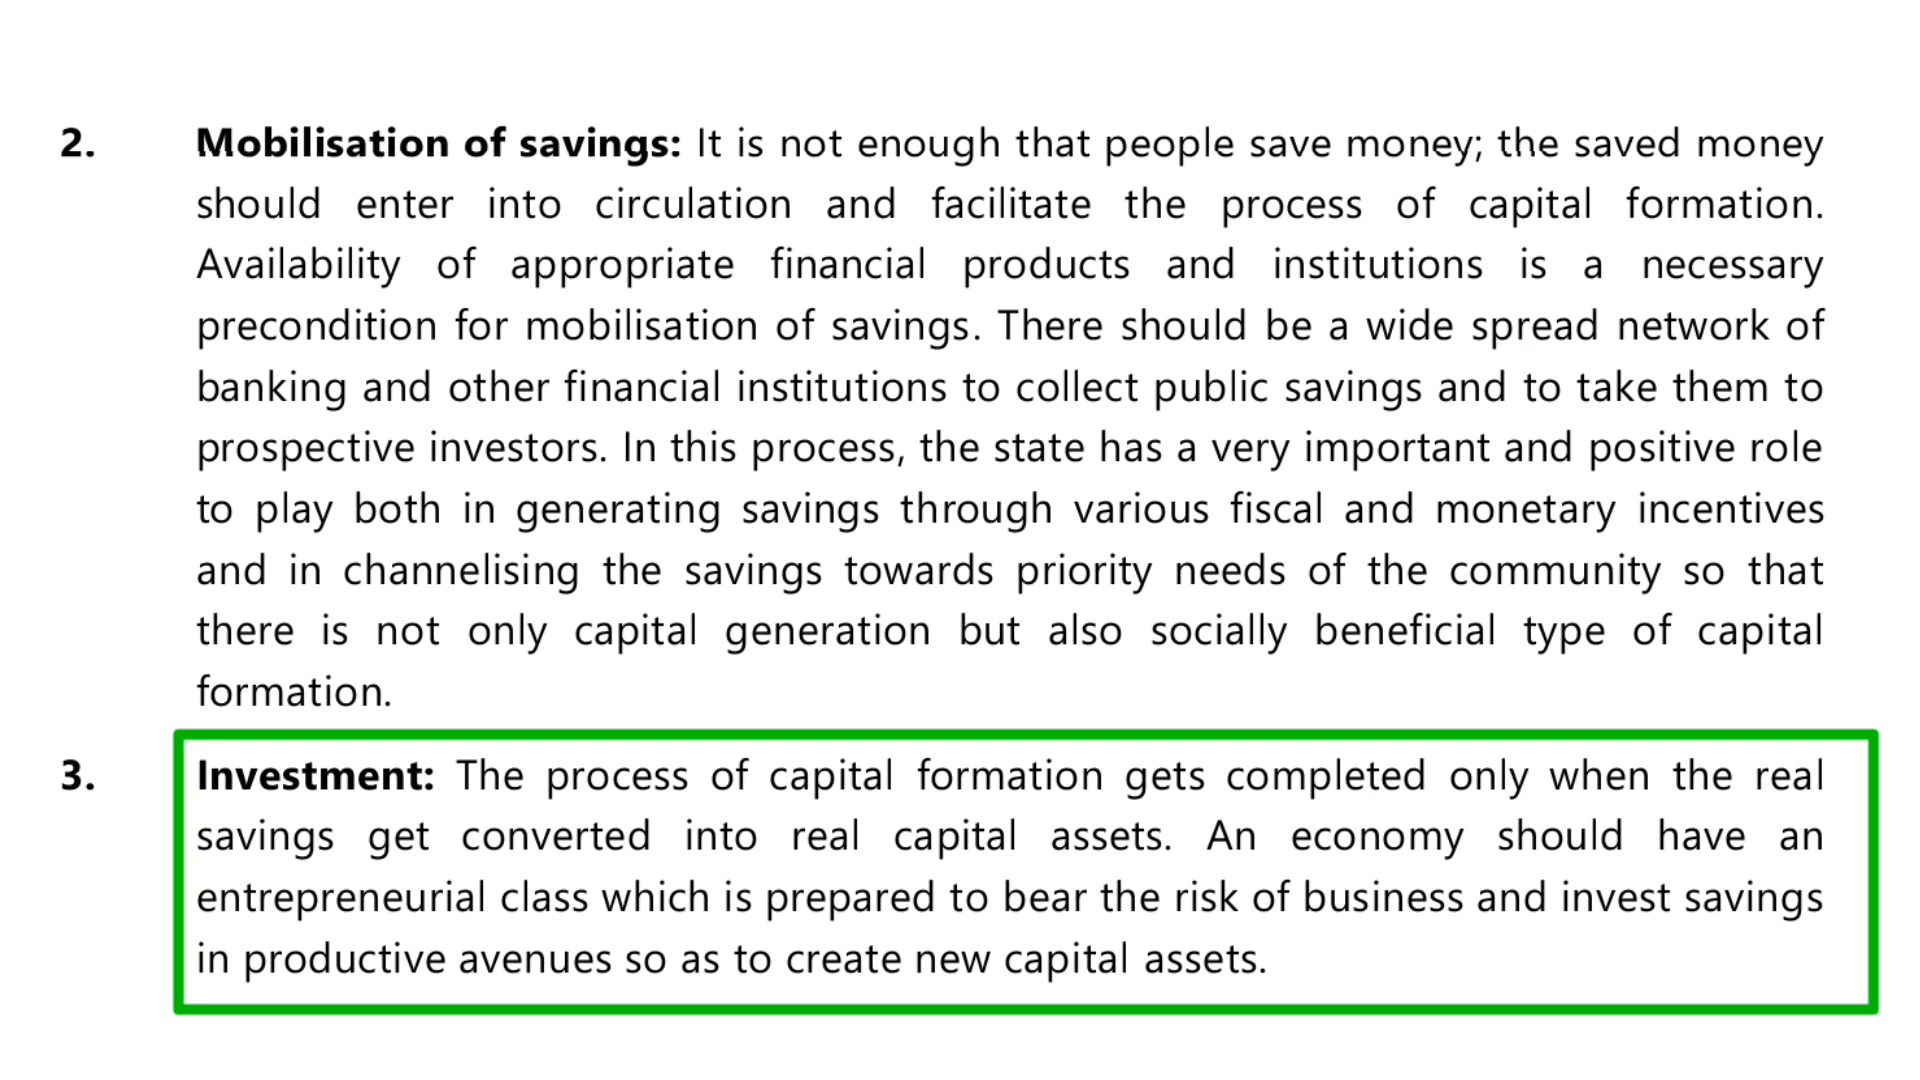 2. Mobilisation of savings: It is not enough that people save money; the saved money
should enter into circulation and facilitate the process of capital formation.
Availability of appropriate financial products and institutions is a necessary
precondition for mobilisation of savings. There should be a wide spread network of
banking and other financial institutions to collect public savings and to take them to
prospective investors. In this process, the state has a very important and positive role
to play both in generating savings through various fiscal and monetary incentives
and in channelising the savings towards priority needs of the community so that
there is not only capital generation but also socially beneficial type of capital
formation.
3. Investment: The process of capital formation gets completed only when the real
savings get converted into real capital assets. An economy should have an
entrepreneurial class which is prepared to bear the risk of business and invest savings
in productive avenues so as to create new capital assets.